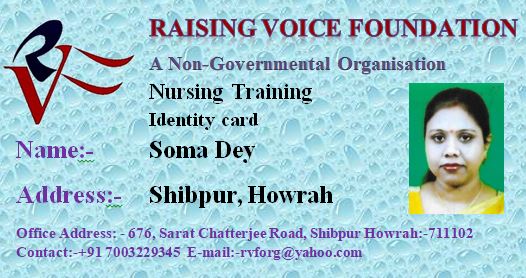 RV
RAISING VOICE FOUNDATION
A Non-Governmental Organisation
Nursing Training
Identity card
Name:- Soma Dey
Address:- Shibpur, Howrah
Office Address: - 676, Sarat Chatterjee Road, Shibpur Howrah:-711102
Contact:-+91 7003229345 E-mail:-rvforg@yahoo.com